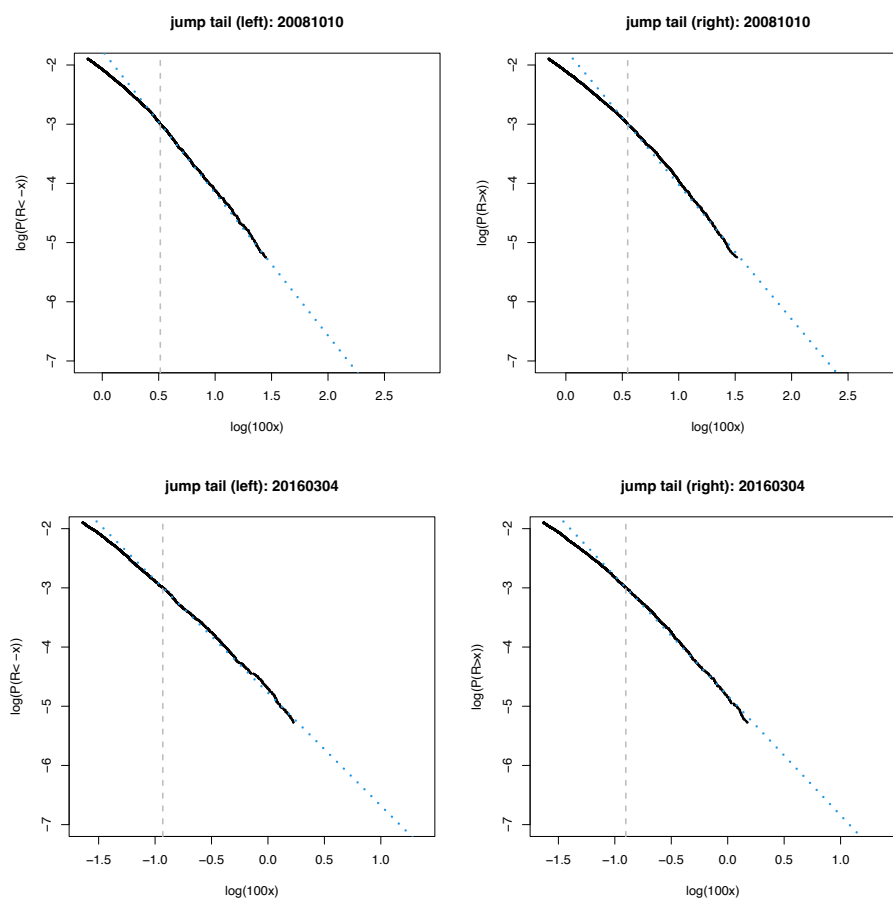 jump tail (left): 20081010
jump tail (right): 20081010
log(P(R< −x))
−2
−3
−4
−5
−6
−7
0.0 0.5 1.0 1.5 2.0 2.5
log(100x)
log(P(R>x))
−2
−3
−4
−5
−6
−7
0.0 0.5 1.0 1.5 2.0 2.5
log(100x)
jump tail (left): 20160304
jump tail (right): 20160304
log(P(R< −x))
−2
−3
−4
−5
−6
−7
−1.5 −1.0 −0.5 0.0 0.5 1.0
log(100x)
log(P(R>x))
−2
−3
−4
−5
−6
−7
−1.5 −1.0 −0.5 0.0 0.5 1.0
log(100x)